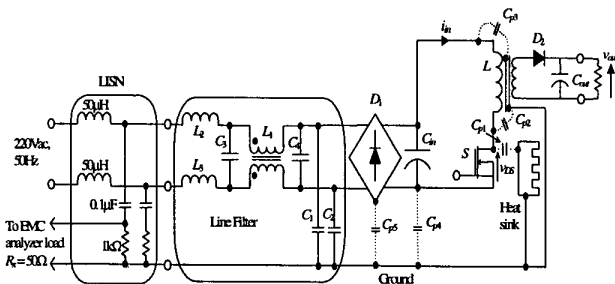 LISN
50μH
220Vac,
50Hz
50μH
0.1μF
To EMC
analyzer load
1kΩ
Rs = 50Ω
L2
L1
C3
C4
L3
Line Filter
C1
C2
D1
Cin
iin
Cp3
L
D2
Cout
vout
Cp2
Cp1
S
vDS
Heat
sink
Cp5
Cp4
Ground